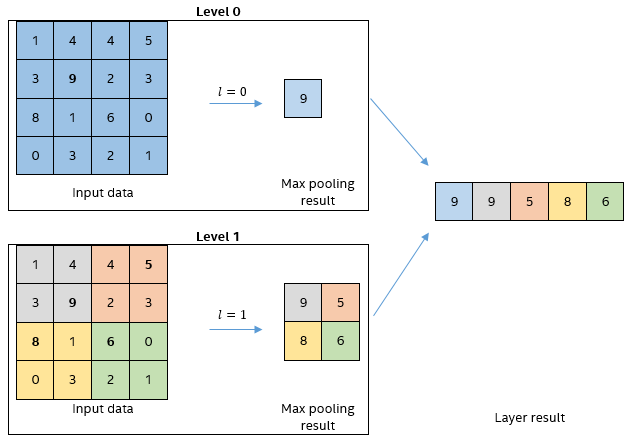 Level 0
1 4 4 5
3 9 2 3
8 1 6 0
0 3 2 1
l = 0
9
Input data
Max pooling
result
Level 1
1 4 4 5
3 9 2 3
8 1 6 0
0 3 2 1
l = 1
9 5
8 6
Input data
Max pooling
result
9 9 5 8 6
Layer result